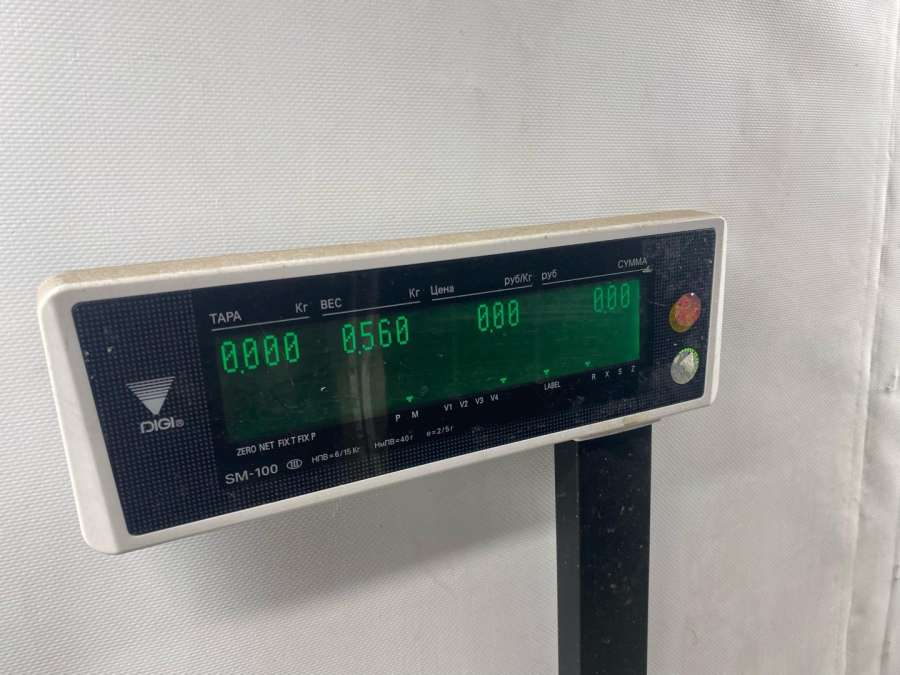 ТАРА Кг ВЕС Кг Цена руб/Кг руб СУММА
0.000 0.560 0.00 0.00
DIGI®
P M V1 V2 V3 V4 LABEL R X S Z
ZERO NET FIX.T FIX P
SM-100 III НПВ=6/15 Кг НмПВ=40 г e=2/5 г